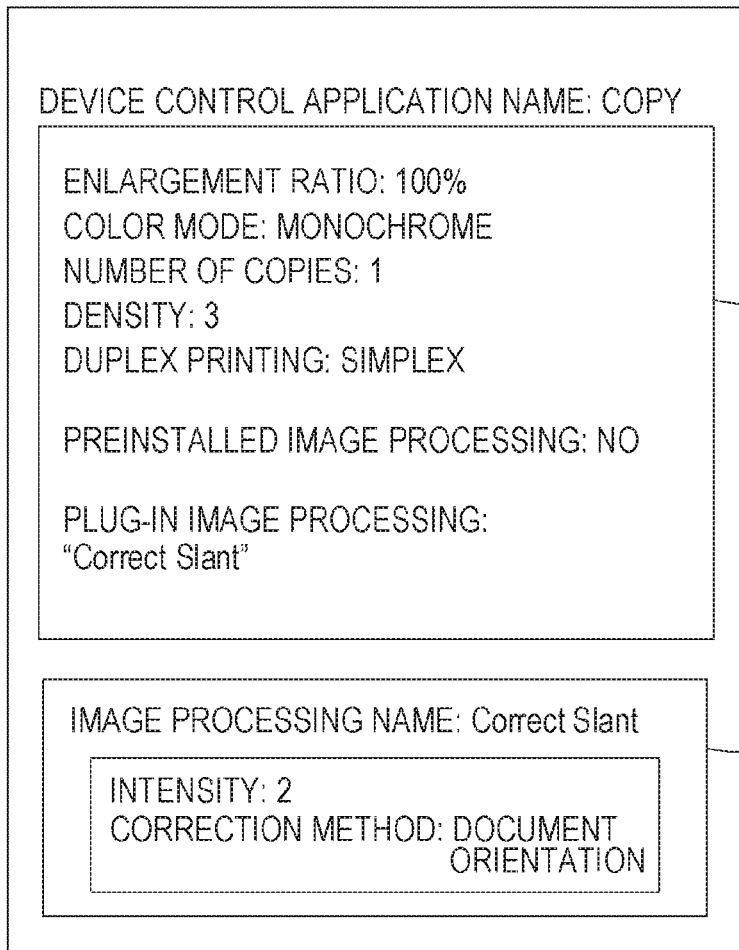 DEVICE CONTROL APPLICATION NAME: COPY
ENLARGEMENT RATIO: 100%
COLOR MODE: MONOCHROME
NUMBER OF COPIES: 1
DENSITY: 3
DUPLEX PRINTING: SIMPLEX
PREINSTALLED IMAGE PROCESSING: NO
PLUG-IN IMAGE PROCESSING:
“Correct Slant”
IMAGE PROCESSING NAME: Correct Slant
INTENSITY: 2
CORRECTION METHOD: DOCUMENT
ORIENTATION